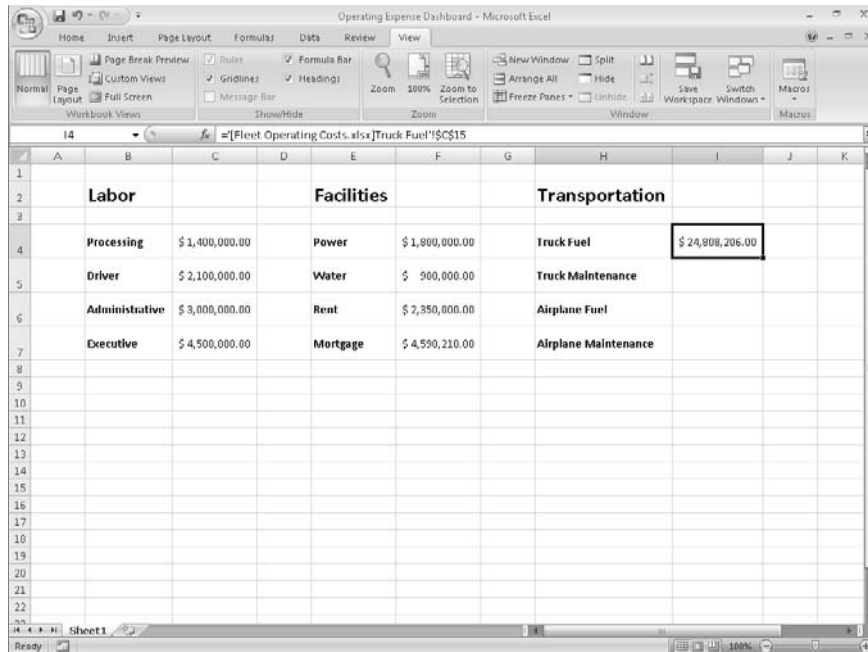 Operating Expense Dashboard - Microsoft Excel
Home Insert Page Layout Formulas Data Review View
Normal Page Layout Page Break Preview Custom Views Full Screen
Workbook Views
Ruler Gridlines Message Bar Formula Bar Headings
Show/Hide
Zoom 100% Zoom to Selection
Zoom
New Window Arrange All Freeze Panes Split Hide Unhide Save Workspace Switch Windows
Window
Macros
Macros
I4 fx ='[Fleet Operating Costs.xlsx]Truck Fuel'!$C$15
A B C D E F G H I J K
1
2 Labor Facilities Transportation
3
4 Processing $ 1,400,000.00 Power $ 1,800,000.00 Truck Fuel $ 24,808,206.00
5 Driver $ 2,100,000.00 Water $ 900,000.00 Truck Maintenance
6 Administrative $ 3,000,000.00 Rent $ 2,350,000.00 Airplane Fuel
7 Executive $ 4,500,000.00 Mortgage $ 4,590,210.00 Airplane Maintenance
8
9
10
11
12
13
14
15
16
17
18
19
20
21
22
Sheet1
Ready 100%